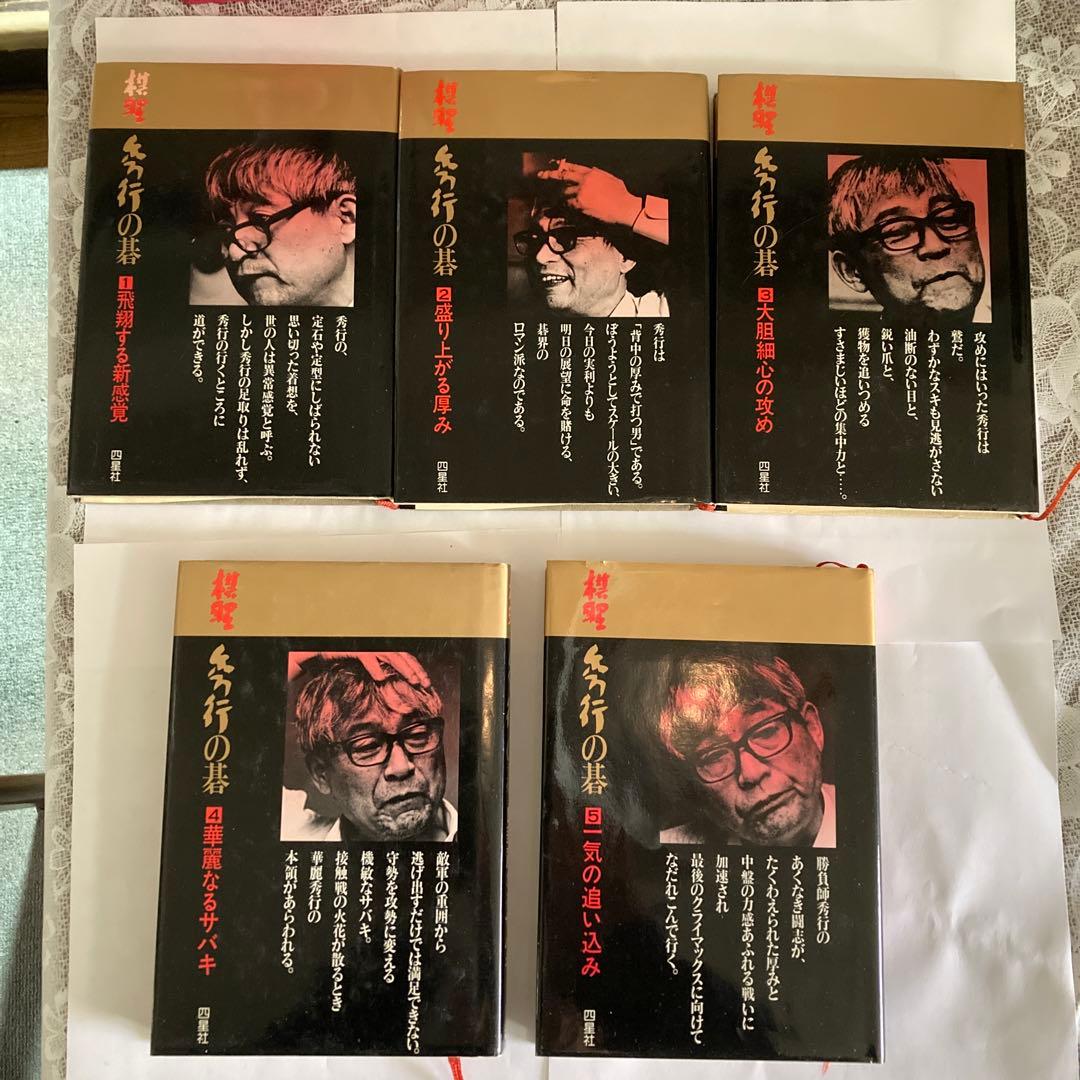 棋聖
秀行の碁
1 飛翔する新感覚
秀行の、
定石や定型にしばられない
思い切った着想を、
世の人は異常感覚と呼ぶ。
しかし秀行の足取りは乱れず、
秀行の行くところに
道ができる。
四星社
棋聖
秀行の碁
2 盛り上がる厚み
秀行は
「背中の厚みで打つ男」である。
ぼうようとしてスケールの大きい、
今日の実利よりも
明日の展望に命を賭ける、
碁界の
ロマン派なのである。
四星社
棋聖
秀行の碁
3 大胆細心の攻め
攻めにはいった秀行は
鷲だ。
わずかなスキも見逃がさない
油断のない目と、
鋭い爪と、
獲物を追いつめる
すさまじいほどの集中力と…。
四星社
棋聖
秀行の碁
4 華麗なるサバキ
敵軍の重囲から
逃げ出すだけでは満足できない。
守勢を攻勢に変える
機敏なサバキ。
接触戦の火花が散るとき
華麗秀行の
本領があらわれる。
四星社
棋聖
秀行の碁
5 一気の追い込み
勝負師秀行の
あくなき闘志が、
たくわえられた厚みと
中盤の力感あふれる戦いに
加速され
最後のクライマックスに向けて
なだれこんで行く。
四星社